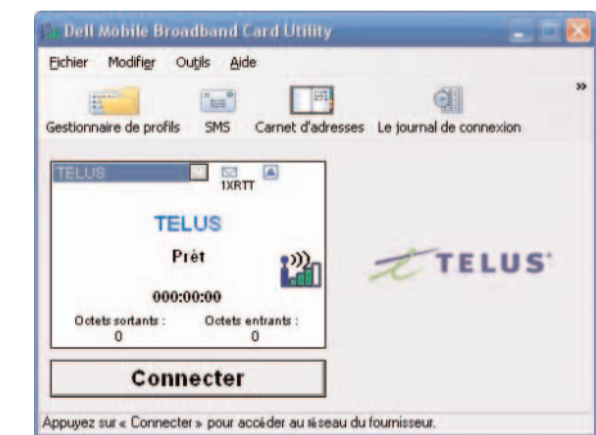 Dell Mobile Broadband Card Utility
Fichier Modifier Outils Aide
Gestionnaire de profils SMS Carnet d'adresses Le journal de connexion »
TELUS
1XRTT
TELUS
Prêt
000:00:00
Octets sortants : Octets entrants :
0 0
TELUS
Connecter
Appuyez sur « Connecter » pour accéder au réseau du fournisseur.